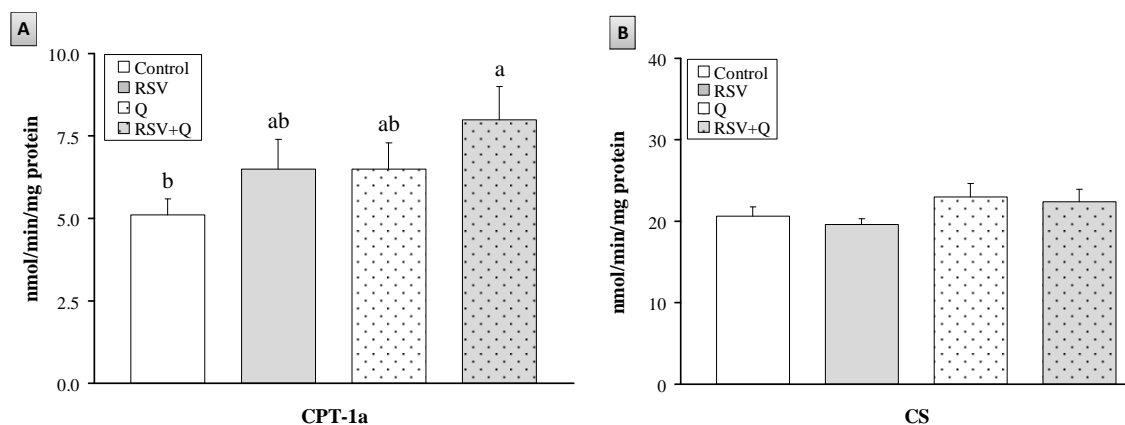 A
10.0
7.5
5.0
2.5
0.0
nmol/min/mg protein
Control
RSV
Q
RSV+Q
b
ab
ab
a
CPT-1a
B
40
30
20
10
0
nmol/min/mg protein
Control
RSV
Q
RSV+Q
CS